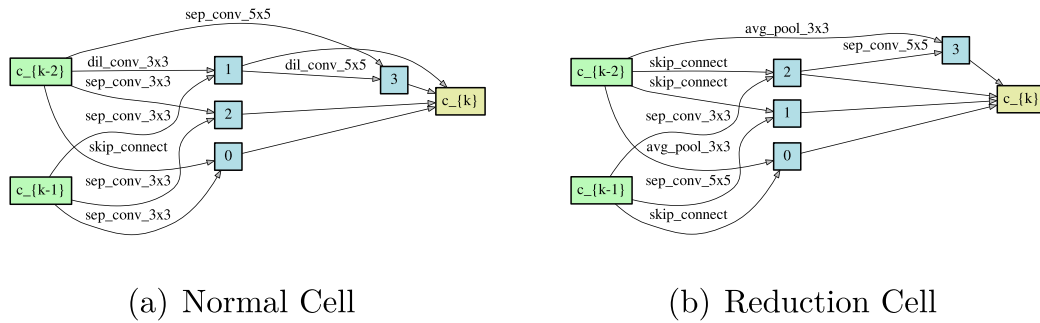 sep_conv_5x5
c_{k-2}
dil_conv_3x3
1
dil_conv_5x5
3
sep_conv_3x3
c_{k}
sep_conv_3x3
2
skip_connect
0
c_{k-1}
sep_conv_3x3
sep_conv_3x3
(a) Normal Cell
avg_pool_3x3
sep_conv_5x5
3
c_{k-2}
skip_connect
2
skip_connect
c_{k}
sep_conv_3x3
1
avg_pool_3x3
0
c_{k-1}
sep_conv_5x5
skip_connect
(b) Reduction Cell